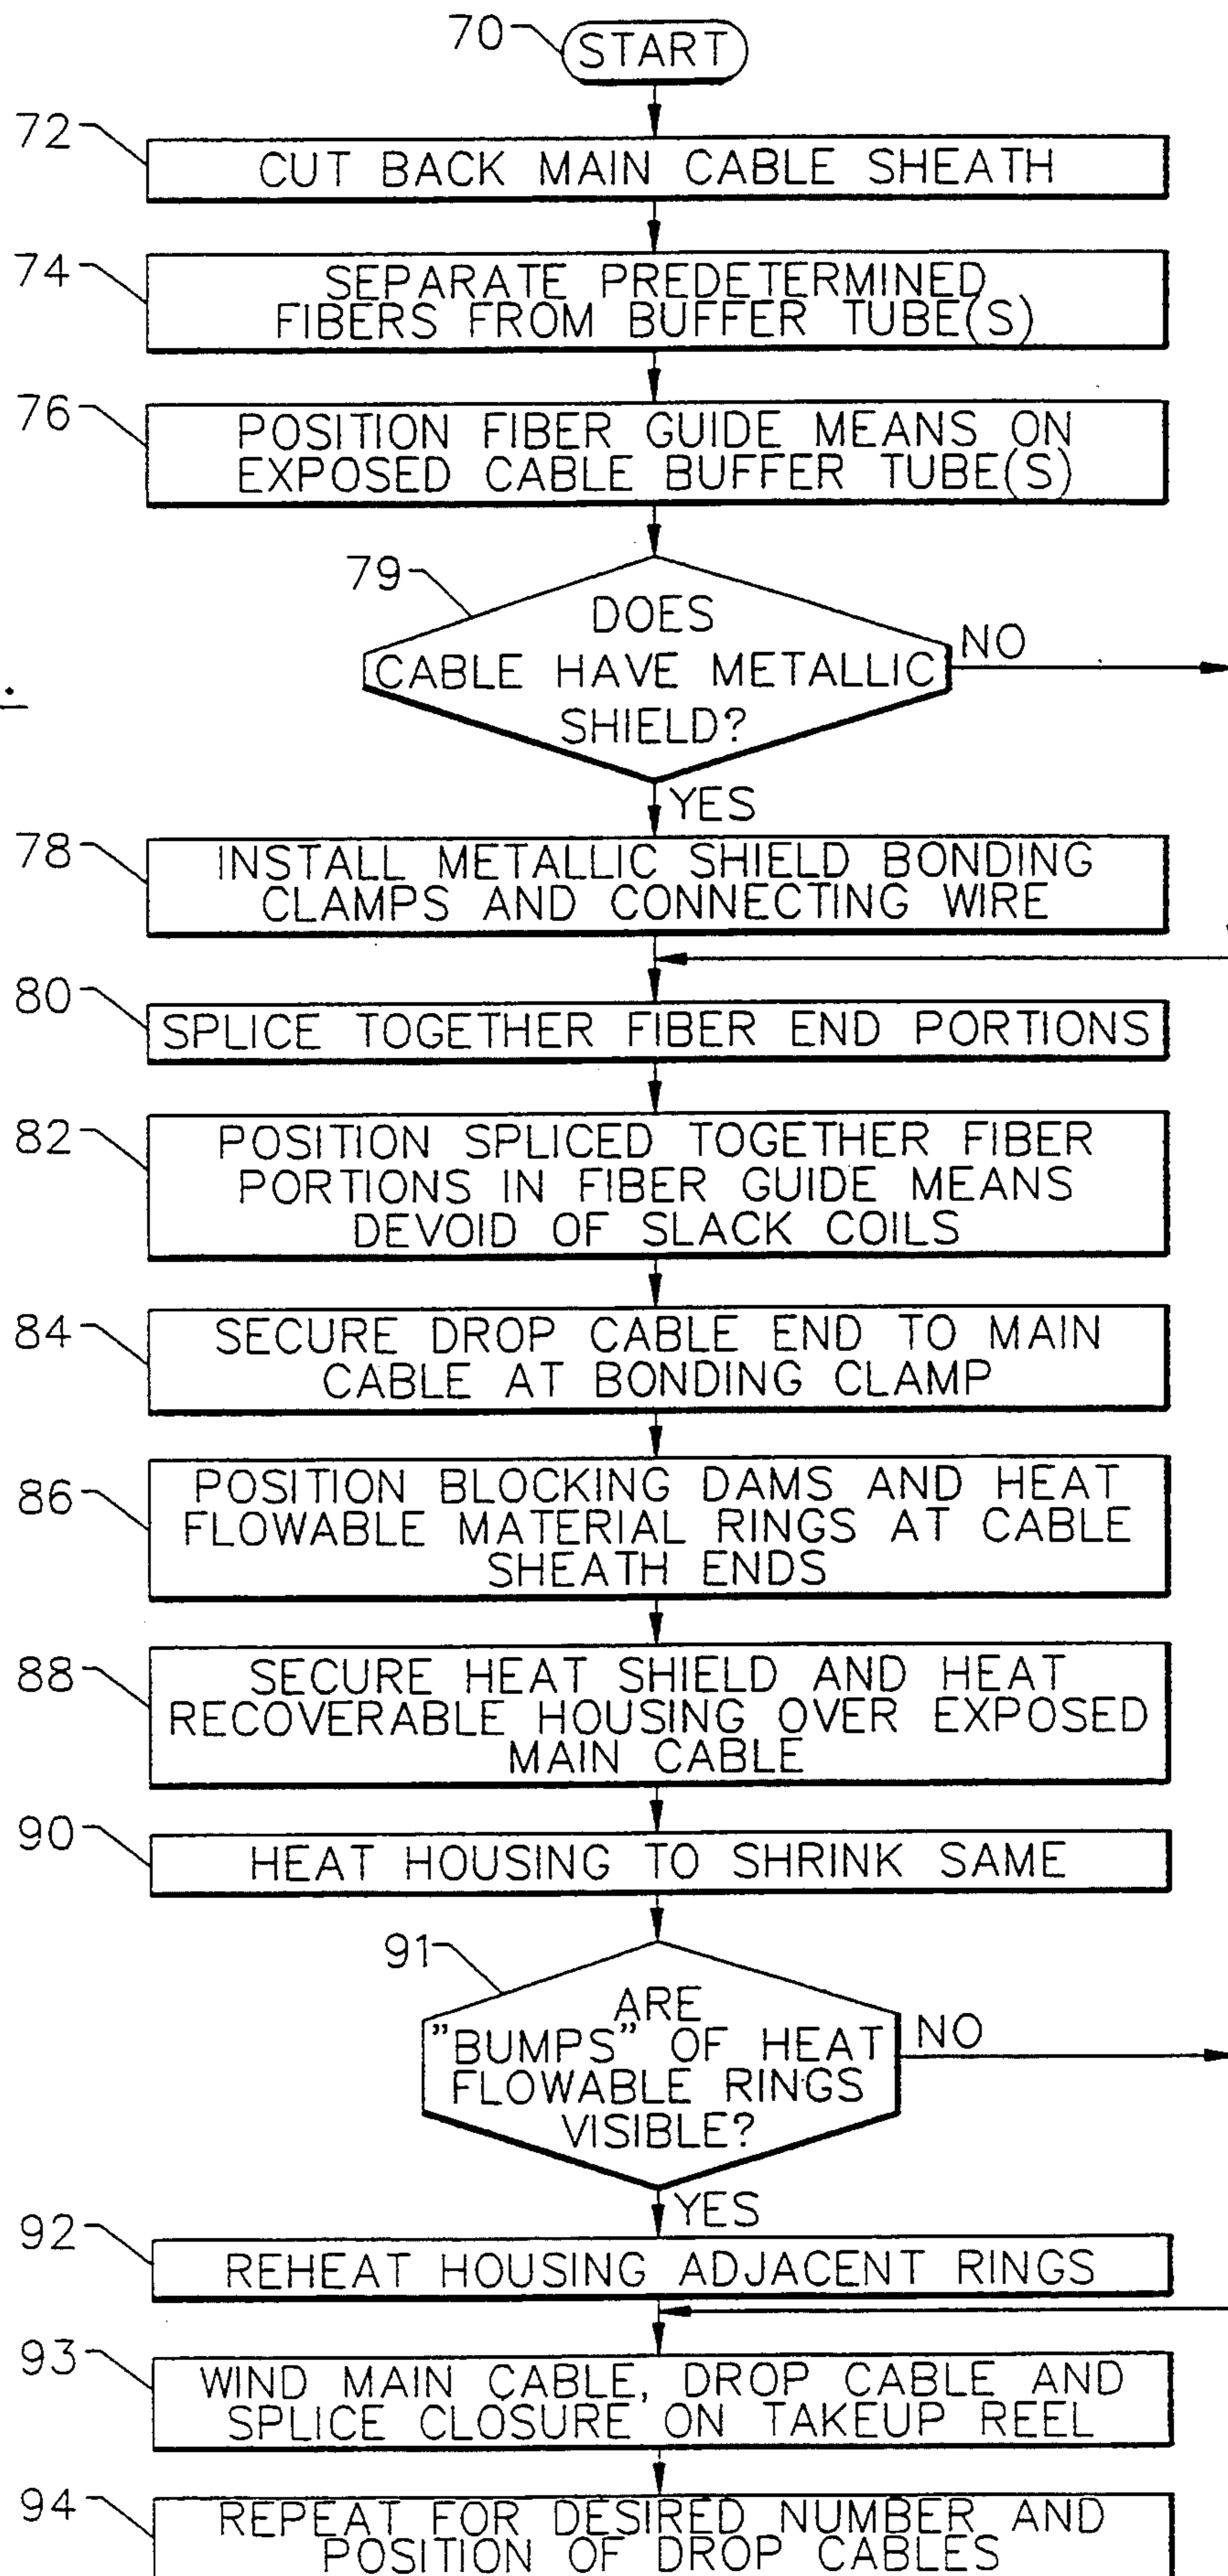 70
START
72
CUT BACK MAIN CABLE SHEATH
74
SEPARATE PREDETERMINED
FIBERS FROM BUFFER TUBE(S)
76
POSITION FIBER GUIDE MEANS ON
EXPOSED CABLE BUFFER TUBE(S)
79
DOES
CABLE HAVE METALLIC
SHIELD?
NO
YES
78
INSTALL METALLIC SHIELD BONDING
CLAMPS AND CONNECTING WIRE
80
SPLICE TOGETHER FIBER END PORTIONS
82
POSITION SPLICED TOGETHER FIBER
PORTIONS IN FIBER GUIDE MEANS
DEVOID OF SLACK COILS
84
SECURE DROP CABLE END TO MAIN
CABLE AT BONDING CLAMP
86
POSITION BLOCKING DAMS AND HEAT
FLOWABLE MATERIAL RINGS AT CABLE
SHEATH ENDS
88
SECURE HEAT SHIELD AND HEAT
RECOVERABLE HOUSING OVER EXPOSED
MAIN CABLE
90
HEAT HOUSING TO SHRINK SAME
91
ARE
"BUMPS" OF HEAT
FLOWABLE RINGS
VISIBLE?
NO
YES
92
REHEAT HOUSING ADJACENT RINGS
93
WIND MAIN CABLE, DROP CABLE AND
SPLICE CLOSURE ON TAKEUP REEL
94
REPEAT FOR DESIRED NUMBER AND
POSITION OF DROP CABLES